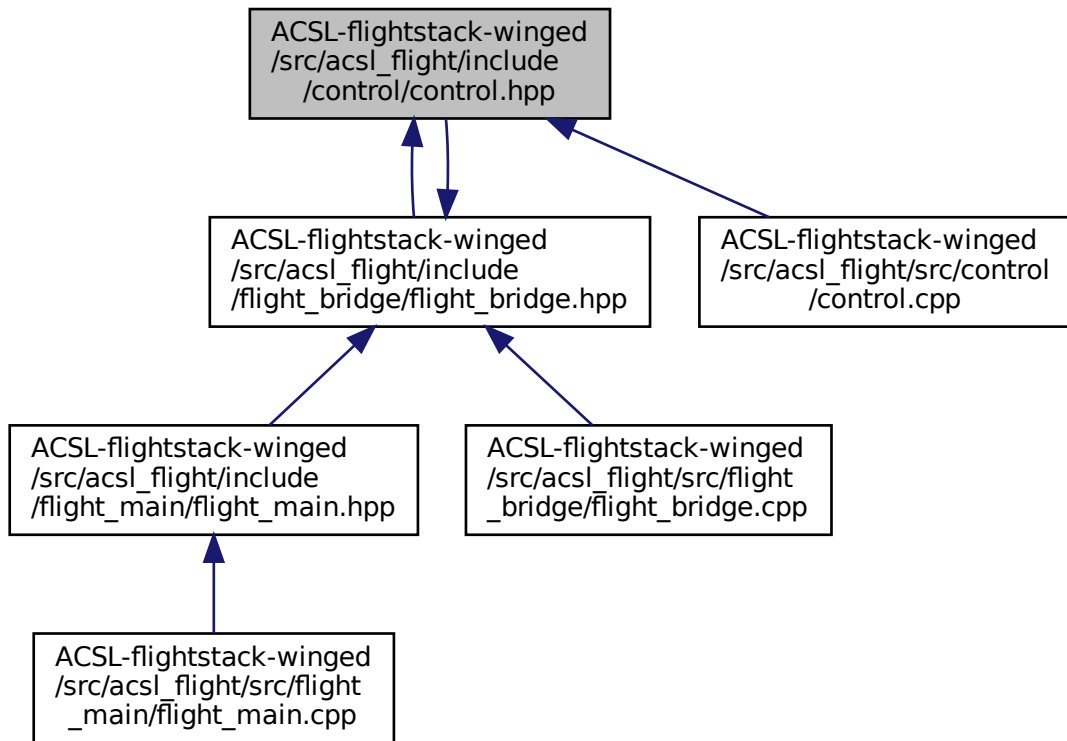 ACSL-flightstack-winged
/src/acsl_flight/include
/control/control.hpp
ACSL-flightstack-winged
/src/acsl_flight/include
/flight_bridge/flight_bridge.hpp
ACSL-flightstack-winged
/src/acsl_flight/src/control
/control.cpp
ACSL-flightstack-winged
/src/acsl_flight/include
/flight_main/flight_main.hpp
ACSL-flightstack-winged
/src/acsl_flight/src/flight
_bridge/flight_bridge.cpp
ACSL-flightstack-winged
/src/acsl_flight/src/flight
_main/flight_main.cpp